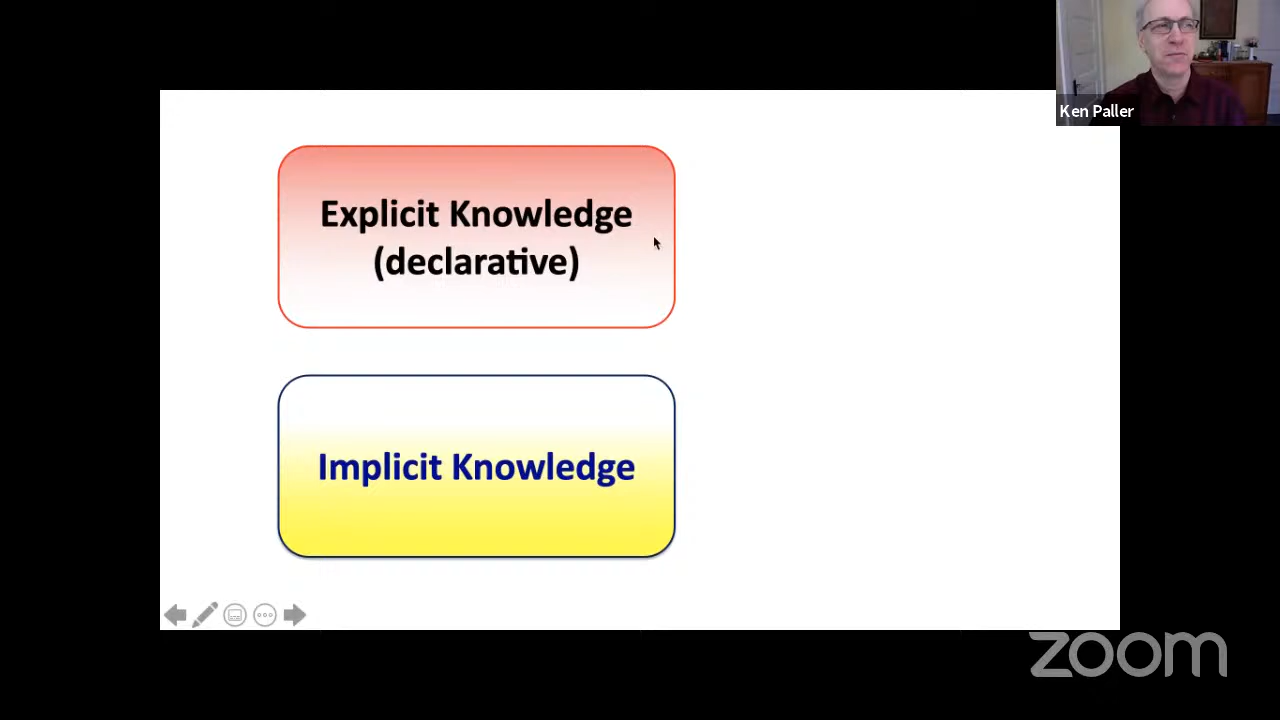 Ken Paller
Explicit Knowledge
(declarative)
Implicit Knowledge
zoom